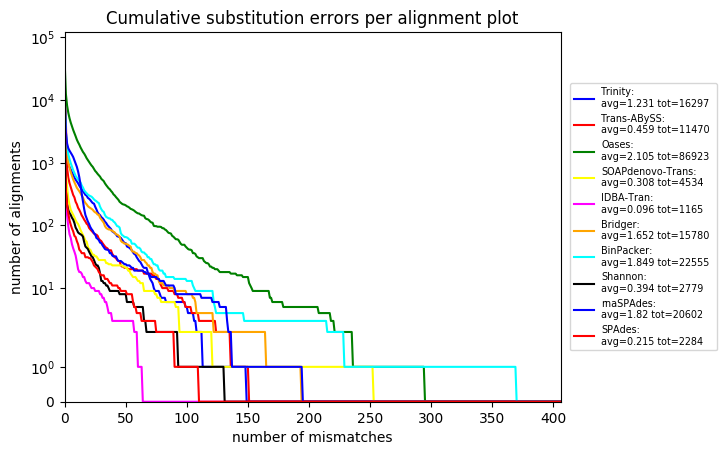 Cumulative substitution errors per alignment plot
number of alignments
10^5
10^4
10^3
10^2
10^1
10^0
0
0 50 100 150 200 250 300 350 400
number of mismatches
Trinity:
avg=1.231 tot=16297
Trans-ABySS:
avg=0.459 tot=11470
Oases:
avg=2.105 tot=86923
SOAPdenovo-Trans:
avg=0.308 tot=4534
IDBA-Tran:
avg=0.096 tot=1165
Bridger:
avg=1.652 tot=15780
BinPacker:
avg=1.849 tot=22555
Shannon:
avg=0.394 tot=2779
rnaSPAdes:
avg=1.82 tot=20602
SPAdes:
avg=0.215 tot=2284